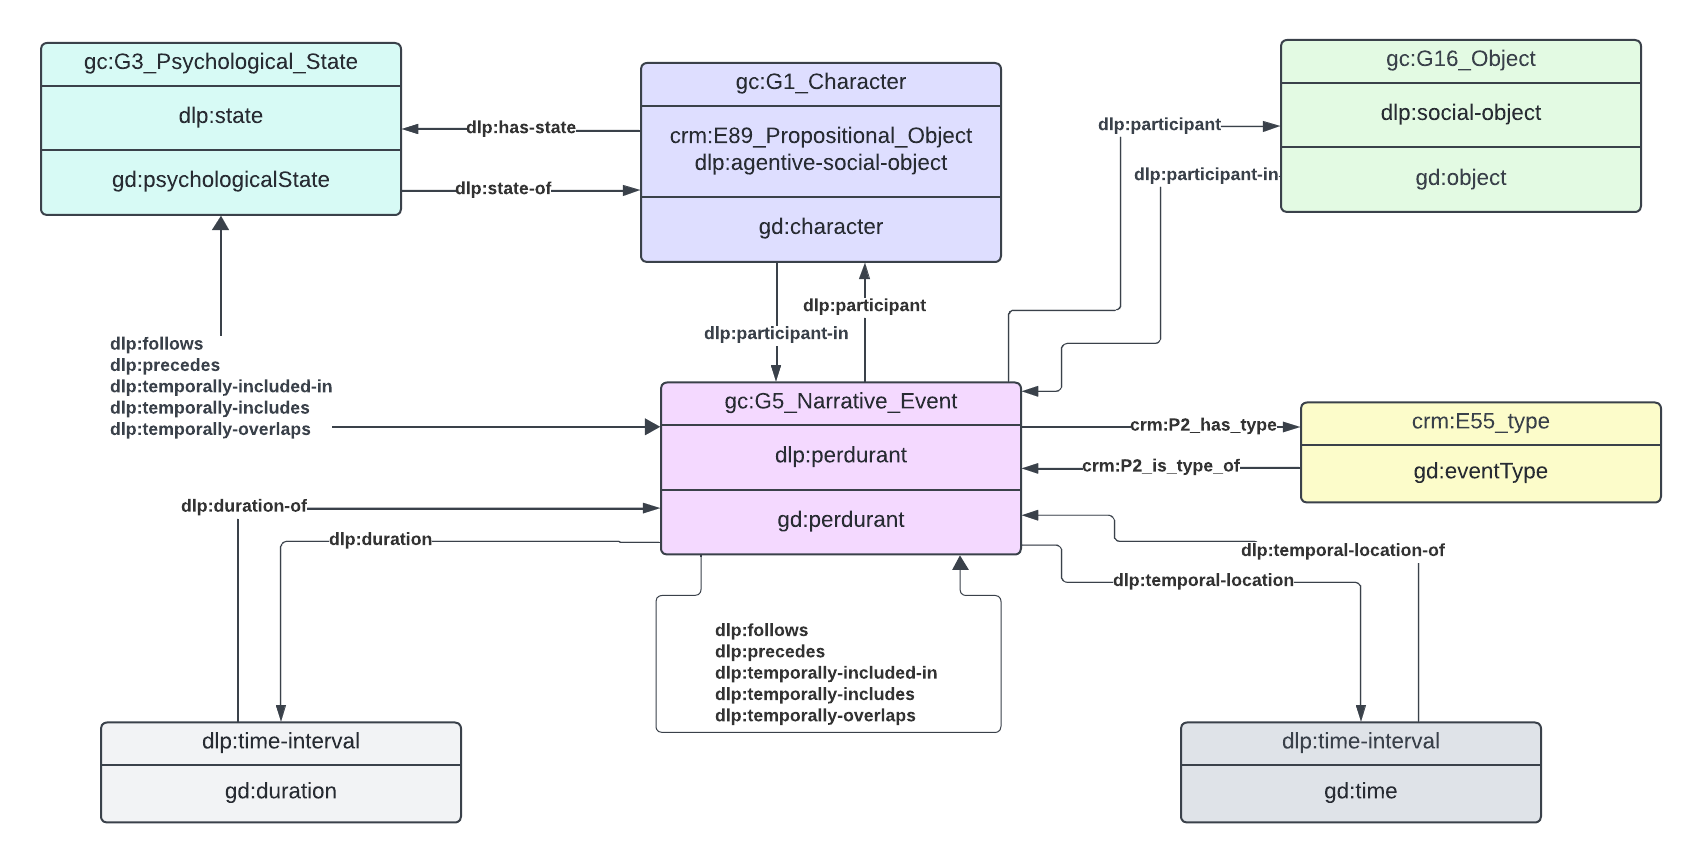 gc:G3_Psychological_State
dlp:state
gd:psychologicalState
gc:G1_Character
crm:E89_Propositional_Object
dlp:agentive-social-object
gd:character
gc:G16_Object
dlp:social-object
gd:object
dlp:has-state
dlp:state-of
dlp:participant
dlp:participant-in
dlp:participant
dlp:participant-in
dlp:follows
dlp:precedes
dlp:temporally-included-in
dlp:temporally-includes
dlp:temporally-overlaps
gc:G5_Narrative_Event
dlp:perdurant
gd:perdurant
crm:P2_has_type
crm:P2_is_type_of
crm:E55_type
gd:eventType
dlp:duration-of
dlp:duration
dlp:temporal-location-of
dlp:temporal-location
dlp:follows
dlp:precedes
dlp:temporally-included-in
dlp:temporally-includes
dlp:temporally-overlaps
dlp:time-interval
gd:duration
dlp:time-interval
gd:time